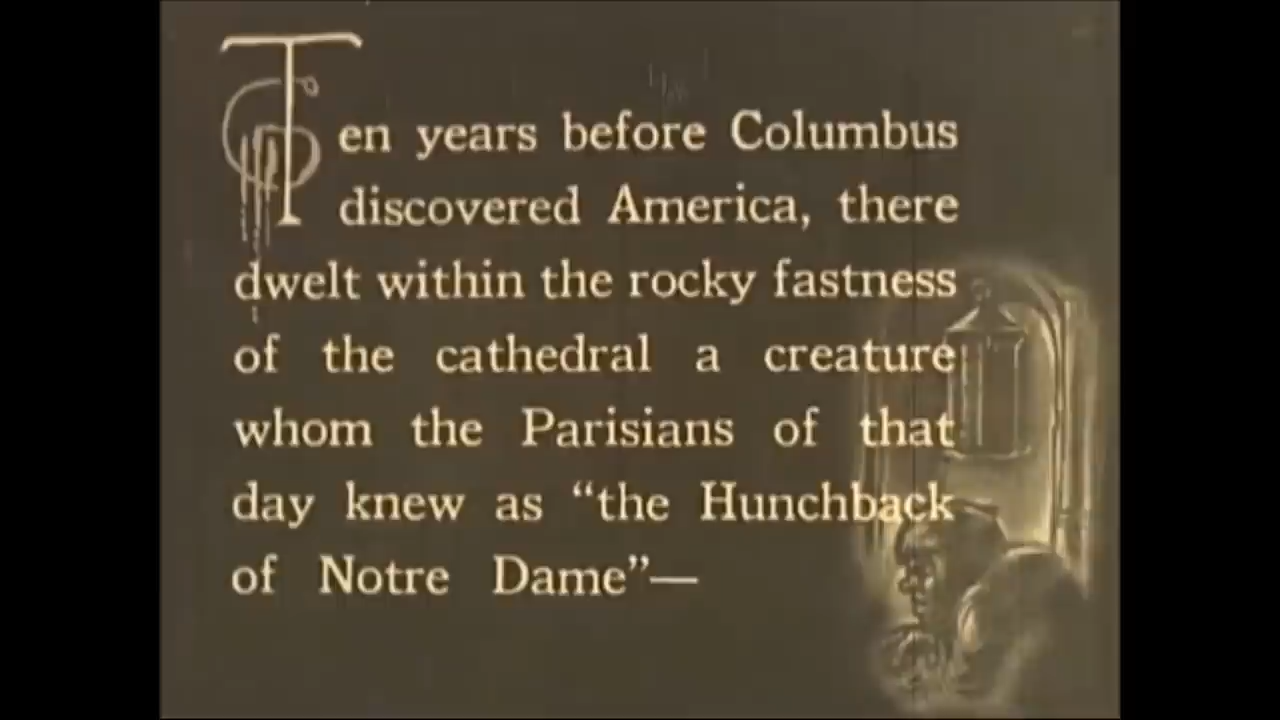 Ten years before Columbus
discovered America, there
dwelt within the rocky fastness
of the cathedral a creature
whom the Parisians of that
day knew as “the Hunchback
of Notre Dame”—